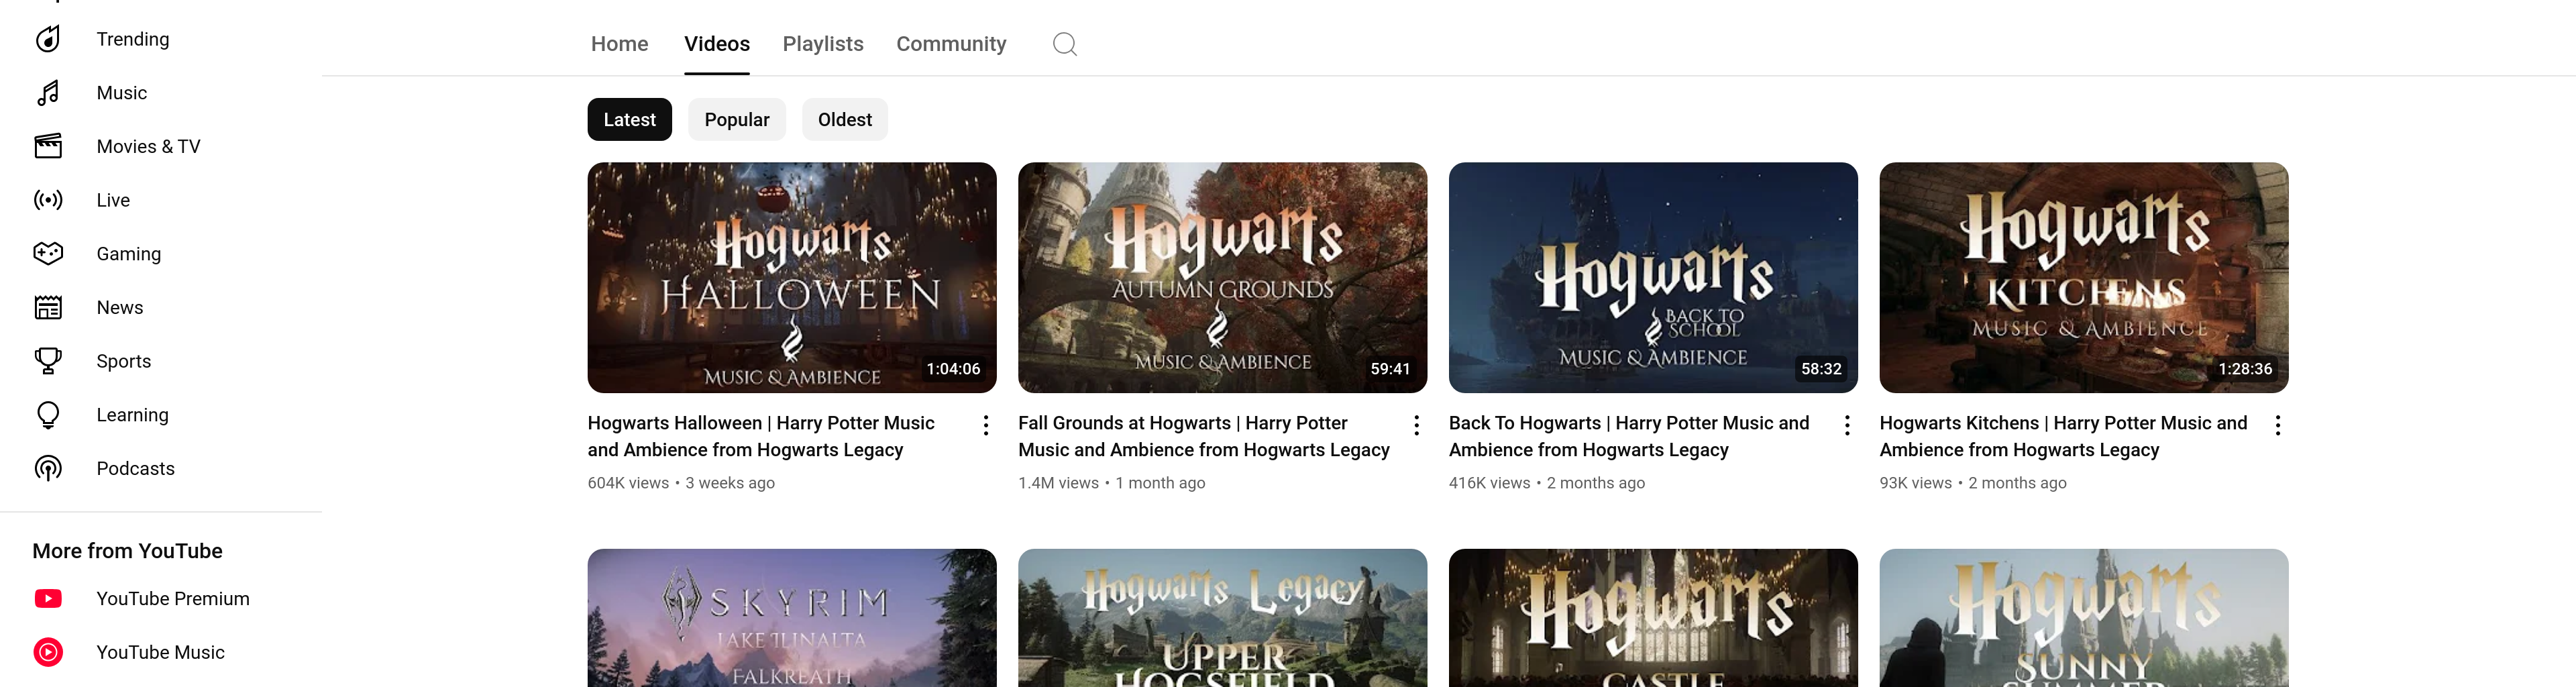 Trending
Music
Movies & TV
Live
Gaming
News
Sports
Learning
Podcasts
More from YouTube
YouTube Premium
YouTube Music
Home
Videos
Playlists
Community
Latest
Popular
Oldest
Hogwarts
HALLOWEEN
MUSIC & AMBIENCE
1:04:06
Hogwarts Halloween | Harry Potter Music
and Ambience from Hogwarts Legacy
604K views • 3 weeks ago
Hogwarts
AUTUMN GROUNDS
MUSIC & AMBIENCE
59:41
Fall Grounds at Hogwarts | Harry Potter
Music and Ambience from Hogwarts Legacy
1.4M views • 1 month ago
Hogwarts
BACK TO
SCHOOL
MUSIC & AMBIENCE
58:32
Back To Hogwarts | Harry Potter Music and
Ambience from Hogwarts Legacy
416K views • 2 months ago
Hogwarts
KITCHENS
MUSIC & AMBIENCE
1:28:36
Hogwarts Kitchens | Harry Potter Music and
Ambience from Hogwarts Legacy
93K views • 2 months ago
SKYRIM
LAKE ILINALTA
FALKREATH
Hogwarts Legacy
UPPER
HOGSFIELD
Hogwarts
CASTLE
Hogwarts
SUNNY
SUMMER